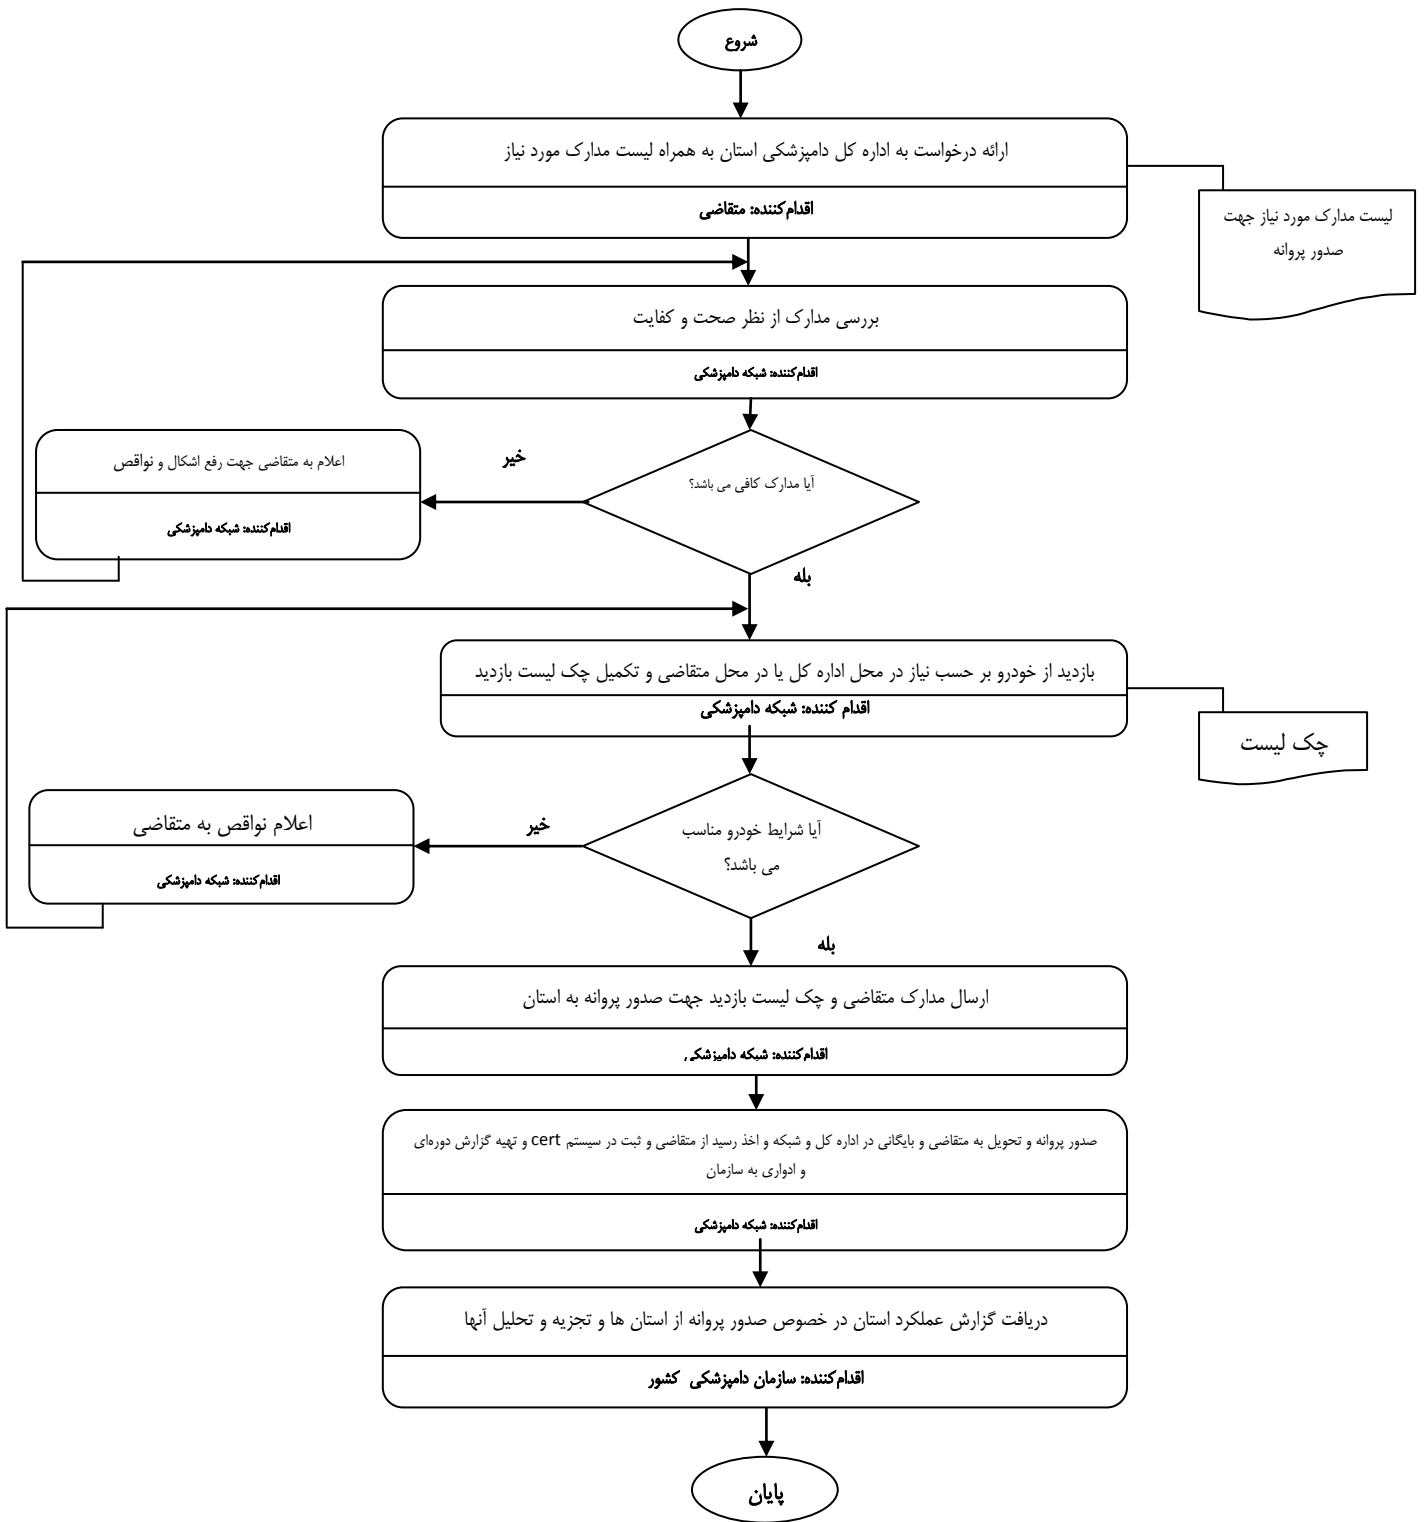 شروع
ارائه درخواست به اداره کل دامپزشکی استان به همراه لیست مدارک مورد نیاز
اقدام‌کننده: متقاضی
لیست مدارک مورد نیاز جهت
صدور پروانه
بررسی مدارک از نظر صحت و کفایت
اقدام‌کننده: شبکه دامپزشکی
آیا مدارک کافی می باشد؟
خیر
اعلام به متقاضی جهت رفع اشکال و نواقص
اقدام‌کننده: شبکه دامپزشکی
بله
بازدید از خودرو بر حسب نیاز در محل اداره کل یا در محل متقاضی و تکمیل چک لیست بازدید
اقدام کننده: شبکه دامپزشکی
چک لیست
آیا شرایط خودرو مناسب
می باشد؟
خیر
اعلام نواقص به متقاضی
اقدام‌کننده: شبکه دامپزشکی
بله
ارسال مدارک متقاضی و چک لیست بازدید جهت صدور پروانه به استان
اقدام‌کننده: شبکه دامپزشکی
صدور پروانه و تحویل به متقاضی و بایگانی در اداره کل و شبکه و اخذ رسید از متقاضی و ثبت در سیستم cert و تهیه گزارش دوره‌ای
و ادواری به سازمان
اقدام‌کننده: شبکه دامپزشکی
دریافت گزارش عملکرد استان در خصوص صدور پروانه از استان ها و تجزیه و تحلیل آنها
اقدام‌کننده: سازمان دامپزشکی کشور
پایان